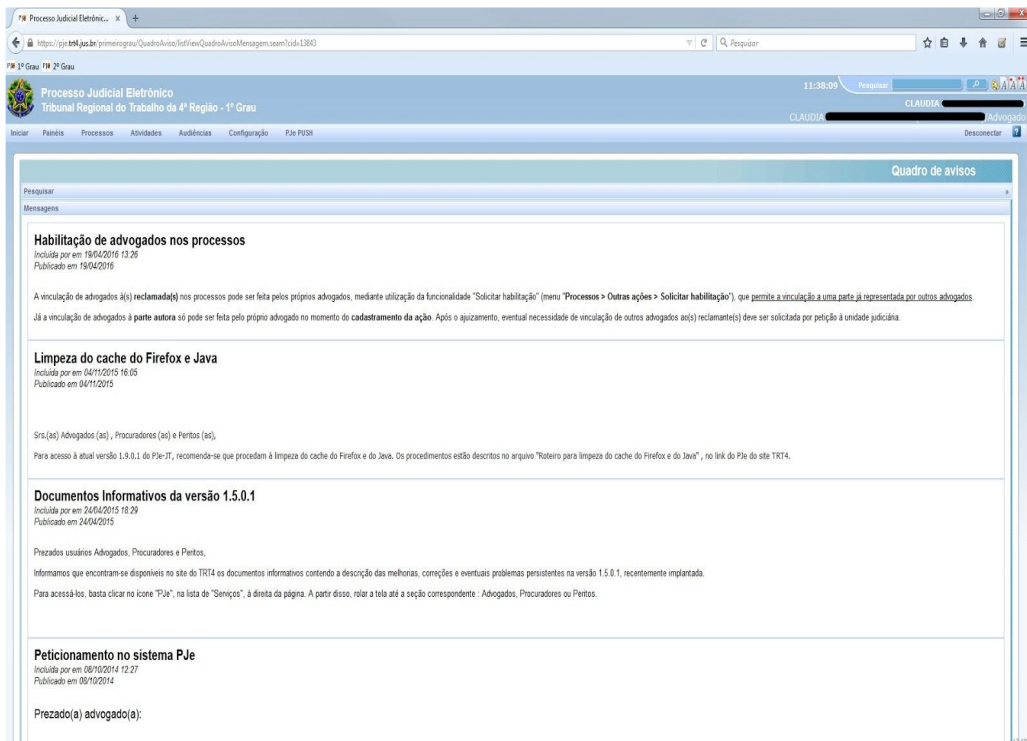 PJe Processo Judicial Eletrônic...
https://pje.trt4.jus.br/primeirograu/QuadroAviso/listViewQuadroAvisoMensagem.seam?cid=13843
Pesquisar
1º Grau 2º Grau
Processo Judicial Eletrônico
Tribunal Regional do Trabalho da 4ª Região - 1º Grau
11:38:09 Pesquisar A A A
CLAUDIA
CLAUDIA /Advogado
Iniciar Painéis Processos Atividades Audiências Configuração PJe PUSH Desconectar ?
Quadro de avisos
Pesquisar
Mensagens
Habilitação de advogados nos processos
Incluída por em 19/04/2016 13:26
Publicado em 19/04/2016
A vinculação de advogados à(s) reclamada(s) nos processos pode ser feita pelos próprios advogados, mediante utilização da funcionalidade "Solicitar habilitação" (menu "Processos > Outras ações > Solicitar habilitação"), que permite a vinculação a uma parte já representada por outros advogados.
Já a vinculação de advogados à parte autora só pode ser feita pelo próprio advogado no momento do cadastramento da ação. Após o ajuizamento, eventual necessidade de vinculação de outros advogados ao(s) reclamante(s) deve ser solicitada por petição à unidade judiciária.
Limpeza do cache do Firefox e Java
Incluída por em 04/11/2015 16:05
Publicado em 04/11/2015
Srs.(as) Advogados (as) , Procuradores (as) e Peritos (as),
Para acesso à atual versão 1.9.0.1 do PJe-JT, recomenda-se que procedam à limpeza do cache do Firefox e do Java. Os procedimentos estão descritos no arquivo "Roteiro para limpeza do cache do Firefox e do Java" , no link do PJe do site TRT4.
Documentos Informativos da versão 1.5.0.1
Incluída por em 24/04/2015 18:29
Publicado em 24/04/2015
Prezados usuários Advogados, Procuradores e Peritos,
Informamos que encontram-se disponíveis no site do TRT4 os documentos informativos contendo a descrição das melhorias, correções e eventuais problemas persistentes na versão 1.5.0.1, recentemente implantada.
Para acessá-los, basta clicar no ícone "PJe", na lista de "Serviços", à direita da página. A partir disso, rolar a tela até a seção correspondente : Advogados, Procuradores ou Peritos.
Peticionamento no sistema PJe
Incluída por em 08/10/2014 12:27
Publicado em 08/10/2014
Prezado(a) advogado(a):